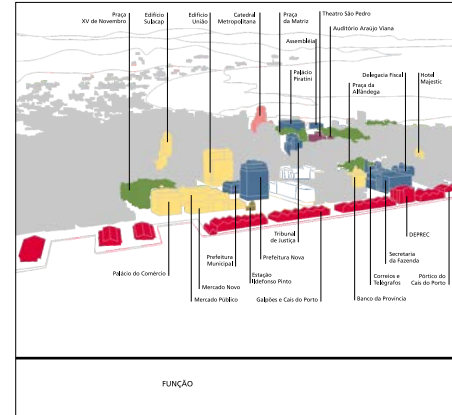 Praça
XV de Novembro
Edifício
Sulacap
Edifício
União
Catedral
Metropolitana
Praça
da Matriz
Theatro São Pedro
Auditório Araújo Viana
Assembléia
Palácio
Piratini
Delegacia Fiscal
Hotel
Majestic
Praça da
Alfândega
Tribunal
de Justiça
DEPREC
Palácio do Comércio
Prefeitura
Municipal
Prefeitura Nova
Secretaria
da Fazenda
Mercado Novo
Estação
Ildefonso Pinto
Correios e
Telégrafos
Pórtico do
Cais do Porto
Mercado Público
Galpões e Cais do Porto
Banco da Província
FUNÇÃO